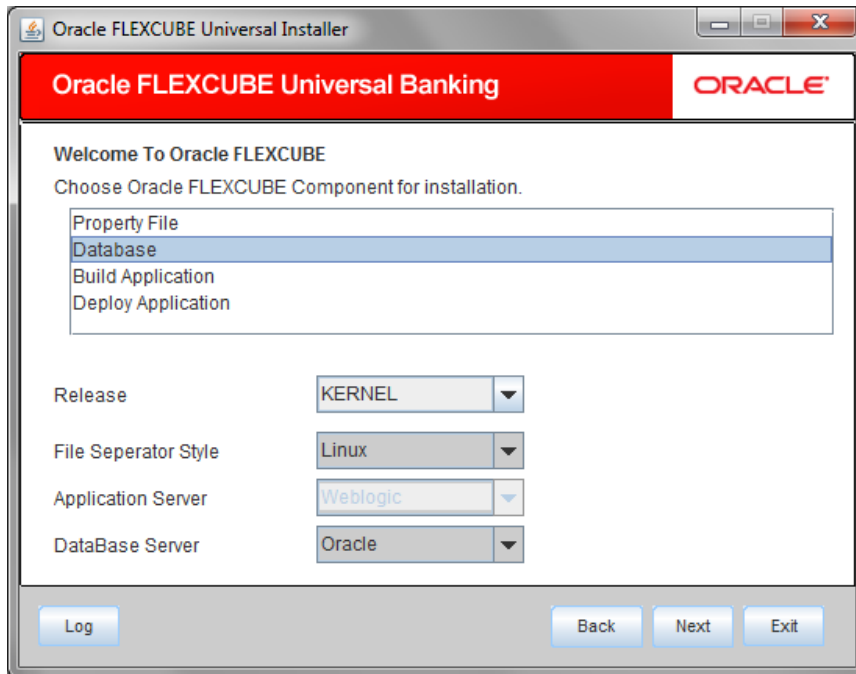 Oracle FLEXCUBE Universal Installer
Oracle FLEXCUBE Universal Banking
ORACLE
Welcome To Oracle FLEXCUBE
Choose Oracle FLEXCUBE Component for installation.
Property File
Database
Build Application
Deploy Application
Release KERNEL
File Seperator Style Linux
Application Server Weblogic
DataBase Server Oracle
Log Back Next Exit